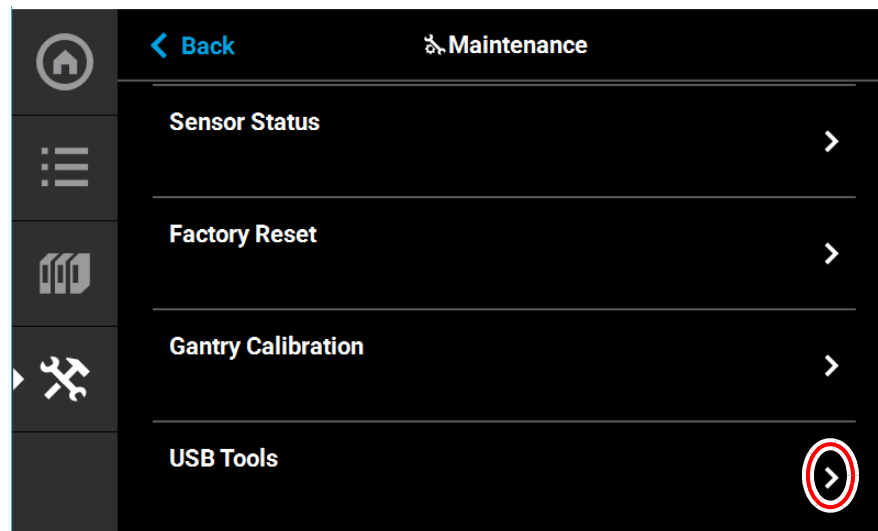 Back
Maintenance
Sensor Status
Factory Reset
Gantry Calibration
USB Tools